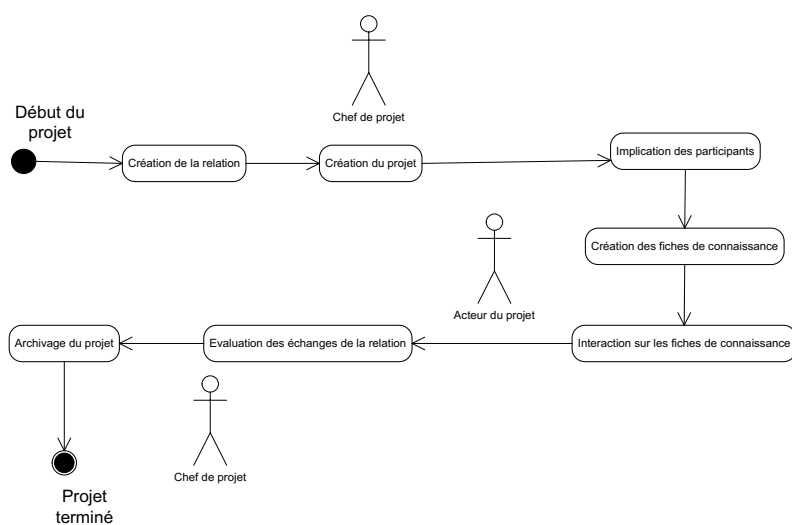 Chef de projet
Début du
projet
Création de la relation
Création du projet
Implication des participants
Création des fiches de connaissance
Acteur du projet
Archivage du projet
Evaluation des échanges de la relation
Interaction sur les fiches de connaissance
Chef de projet
Projet
terminé